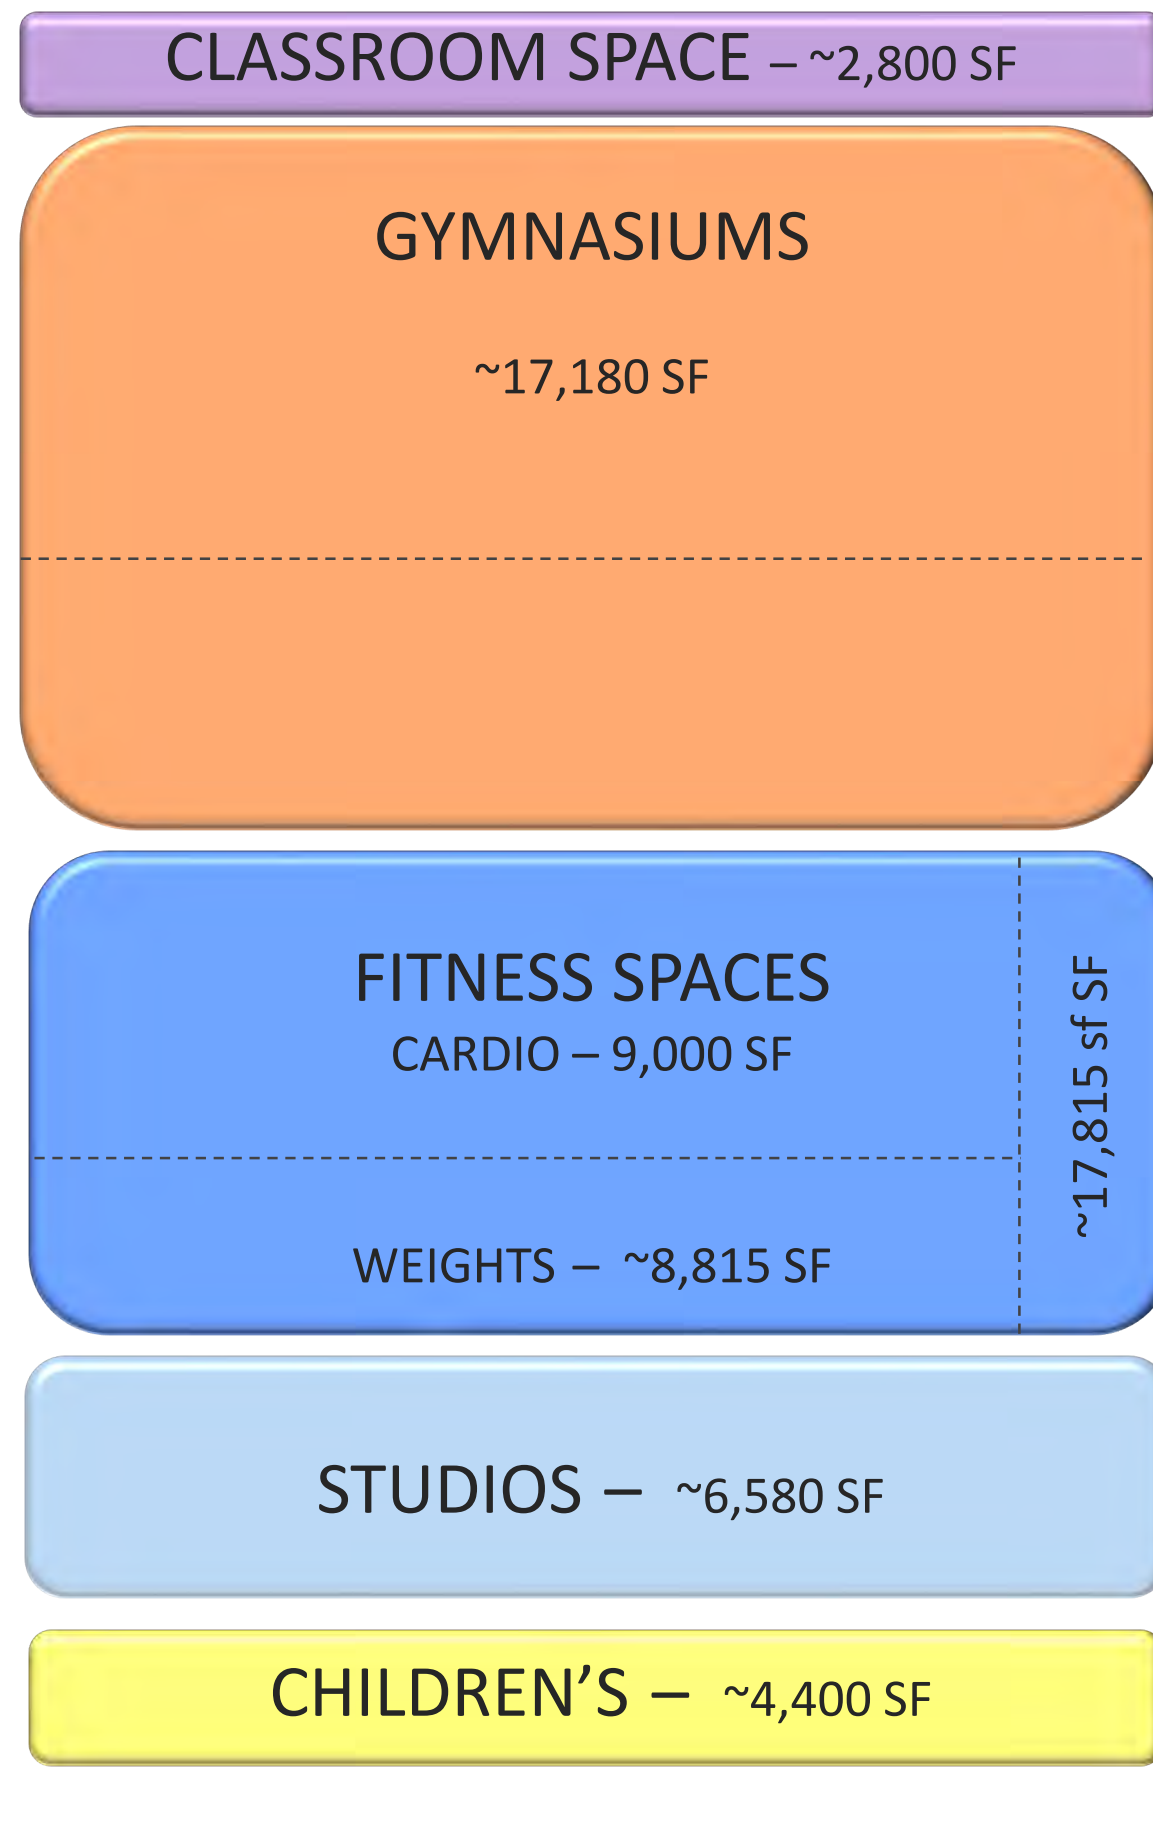 CLASSROOM SPACE – ~2,800 SF
GYMNASIUMS
~17,180 SF
FITNESS SPACES
CARDIO – 9,000 SF
WEIGHTS – ~8,815 SF
~17,815 sf SF
STUDIOS – ~6,580 SF
CHILDREN’S – ~4,400 SF